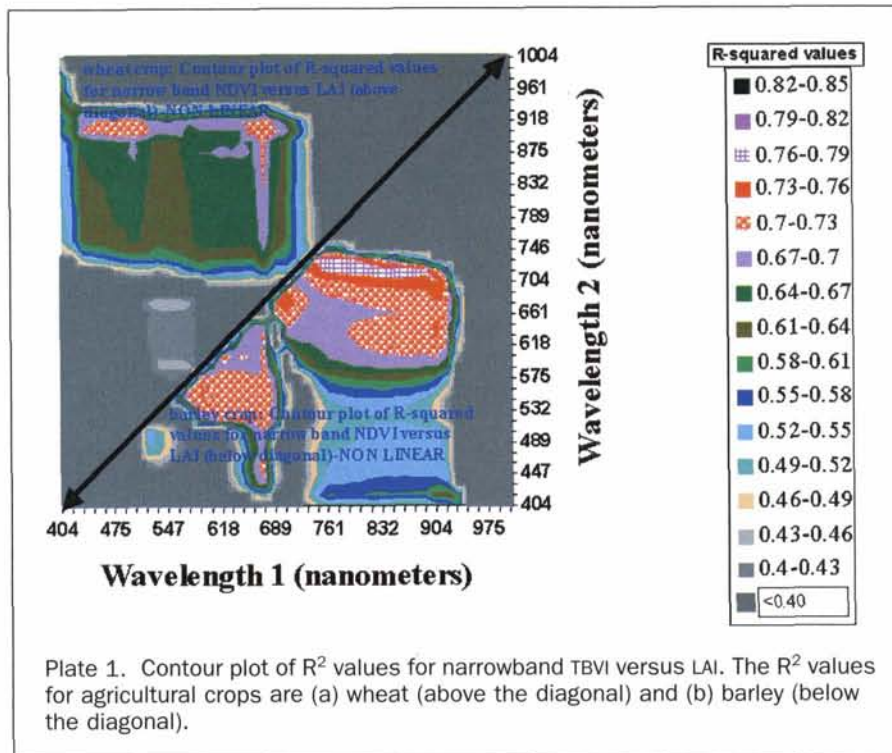 wheat crop: Contour plot of R-squared values
for narrow band NDVI versus LAI (above
diagonal)-NON LINEAR
barley crop: Contour plot of R-squared
values for narrow band NDVI versus
LAI (below diagonal)-NON LINEAR
1004
961
918
875
832
789
746
704
661
618
575
532
489
447
404
Wavelength 2 (nanometers)
404 475 547 618 689 761 832 904 975
Wavelength 1 (nanometers)
R-squared values
0.82-0.85
0.79-0.82
0.76-0.79
0.73-0.76
0.7-0.73
0.67-0.7
0.64-0.67
0.61-0.64
0.58-0.61
0.55-0.58
0.52-0.55
0.49-0.52
0.46-0.49
0.43-0.46
0.4-0.43
<0.40
Plate 1. Contour plot of R² values for narrowband TBVI versus LAI. The R² values
for agricultural crops are (a) wheat (above the diagonal) and (b) barley (below
the diagonal).